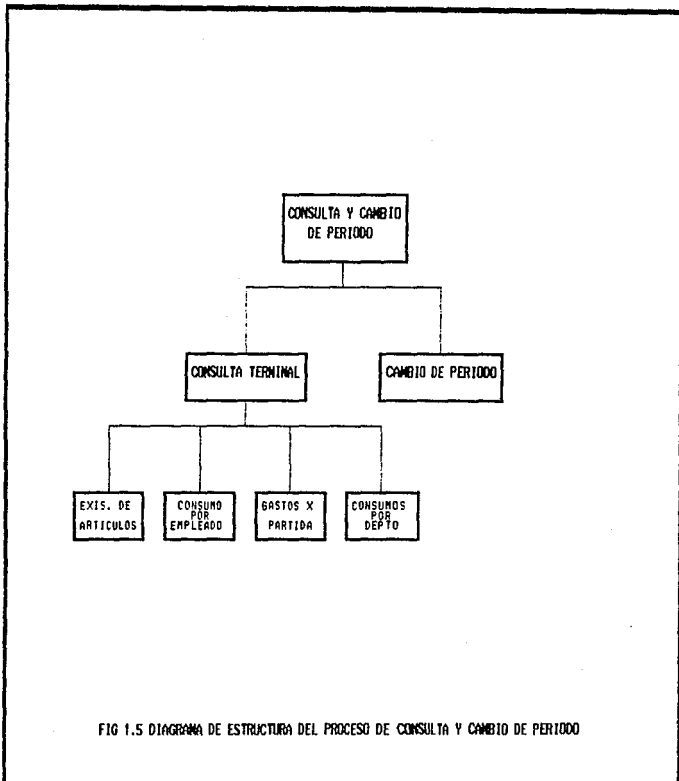 CONSULTA Y CAMBIO
DE PERIODO
CONSULTA TERMINAL
CAMBIO DE PERIODO
EXIS. DE
ARTICULOS
CONSUMO
POR
EMPLEADO
GASTOS X
PARTIDA
CONSUMOS
POR
DEPTO
FIG 1.5 DIAGRAMA DE ESTRUCTURA DEL PROCESO DE CONSULTA Y CAMBIO DE PERIODO